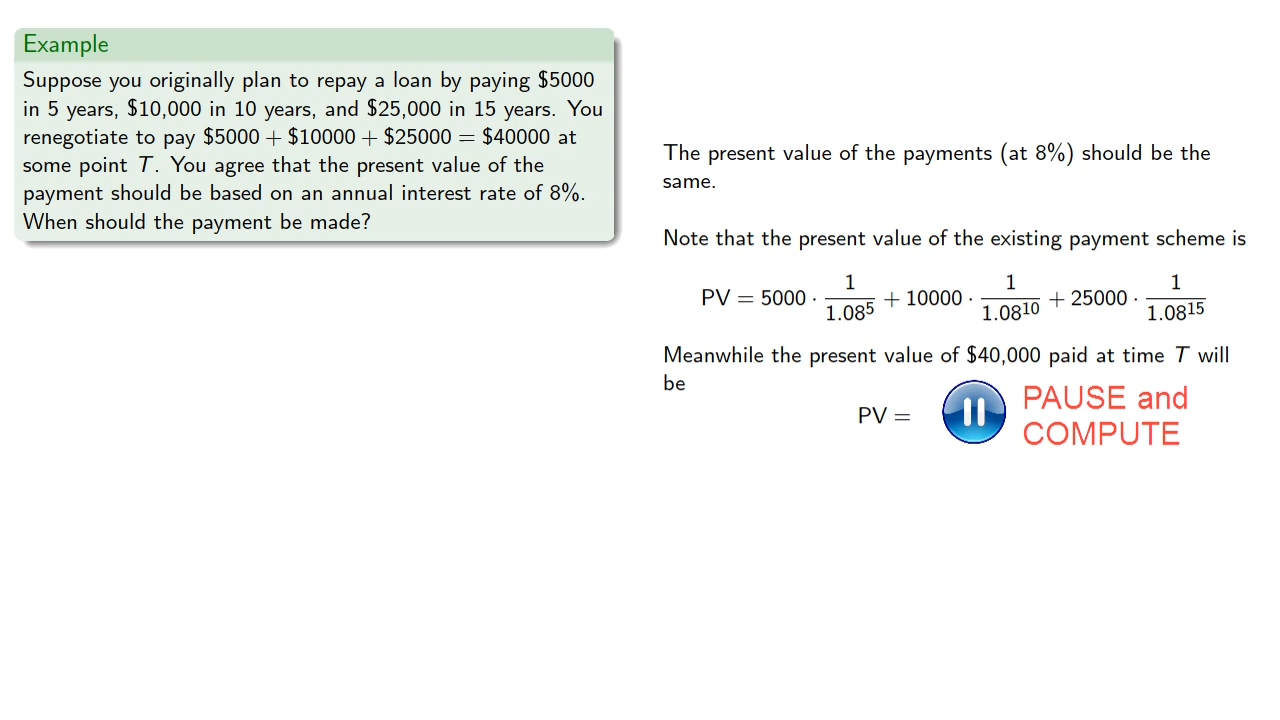 Example
Suppose you originally plan to repay a loan by paying $5000
in 5 years, $10,000 in 10 years, and $25,000 in 15 years. You
renegotiate to pay $5000 + $10000 + $25000 = $40000 at
some point T. You agree that the present value of the
payment should be based on an annual interest rate of 8%.
When should the payment be made?
The present value of the payments (at 8%) should be the
same.
Note that the present value of the existing payment scheme is
PV = 5000 · 1/1.08^5 + 10000 · 1/1.08^10 + 25000 · 1/1.08^15
Meanwhile the present value of $40,000 paid at time T will
be
PV =
PAUSE and
COMPUTE